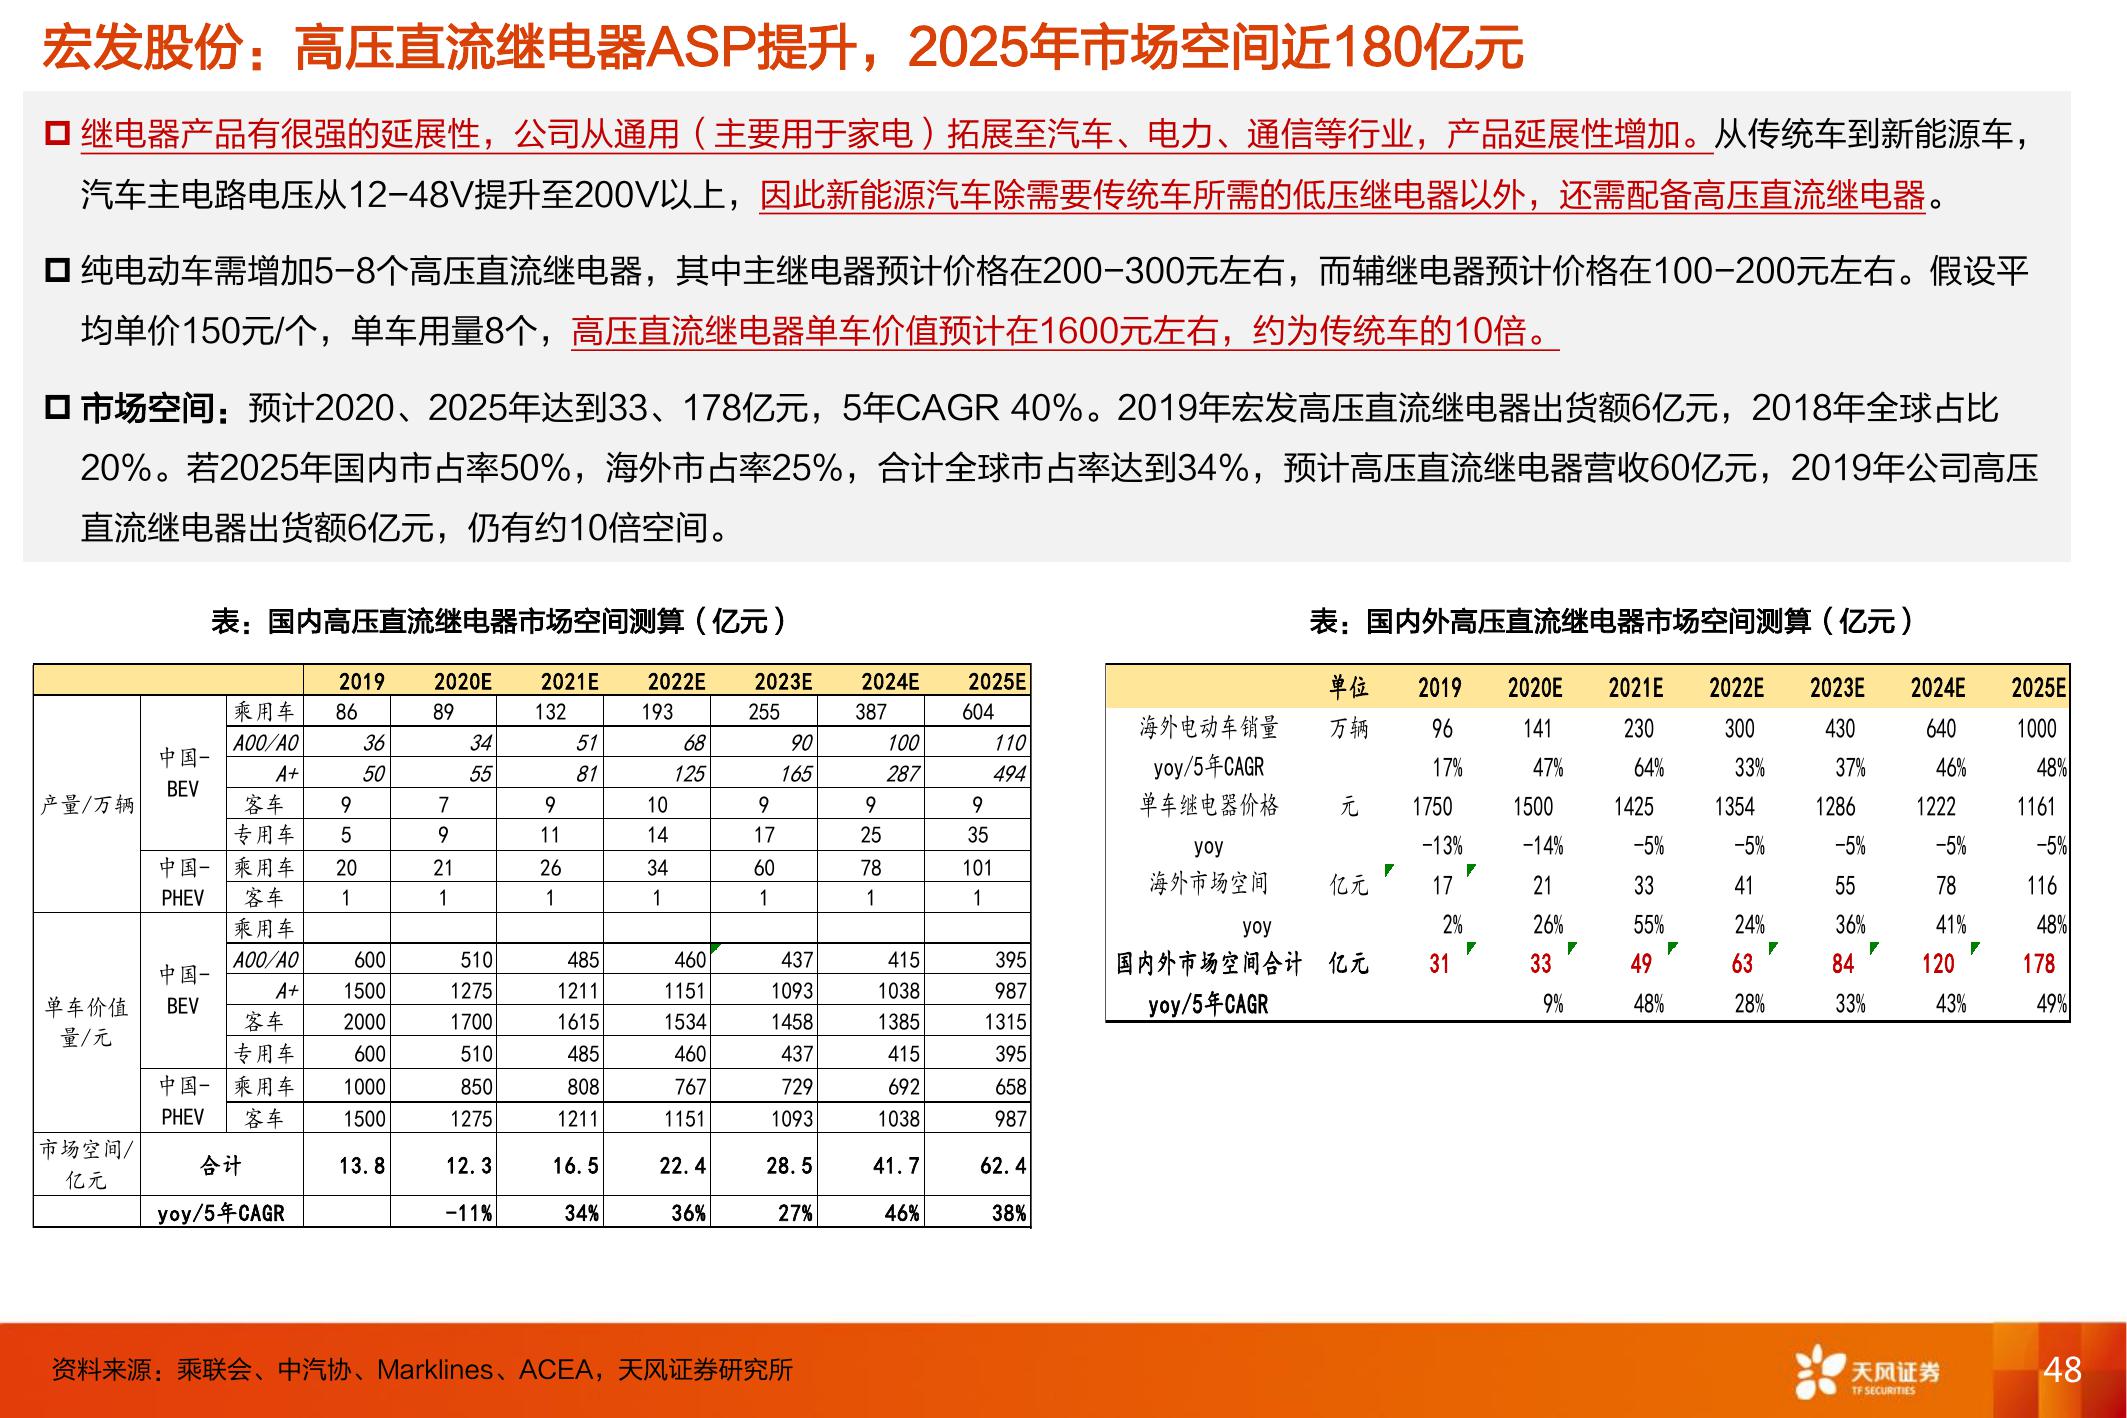 宏发股份：高压直流继电器ASP提升，2025年市场空间近180亿元
继电器产品有很强的延展性，公司从通用（主要用于家电）拓展至汽车、电力、通信等行业，产品延展性增加。从传统车到新能源车，
汽车主电路电压从12-48V提升至200V以上，因此新能源汽车除需要传统车所需的低压继电器以外，还需配备高压直流继电器。
纯电动车需增加5-8个高压直流继电器，其中主继电器预计价格在200-300元左右，而辅继电器预计价格在100-200元左右。假设平
均单价150元/个，单车用量8个，高压直流继电器单车价值预计在1600元左右，约为传统车的10倍。
市场空间：预计2020、2025年达到33、178亿元，5年CAGR 40%。2019年宏发高压直流继电器出货额6亿元，2018年全球占比
20%。若2025年国内市占率50%，海外市占率25%，合计全球市占率达到34%，预计高压直流继电器营收60亿元，2019年公司高压
直流继电器出货额6亿元，仍有约10倍空间。
表：国内高压直流继电器市场空间测算（亿元）
2019 2020E 2021E 2022E 2023E 2024E 2025E
产量/万辆 中国-BEV 乘用车 86 89 132 193 255 387 604
A00/A0 36 34 51 68 90 100 110
A+ 50 55 81 125 165 287 494
客车 9 7 9 10 9 9 9
专用车 5 9 11 14 17 25 35
中国-PHEV 乘用车 20 21 26 34 60 78 101
客车 1 1 1 1 1 1 1
单车价值量/元 中国-BEV 乘用车
A00/A0 600 510 485 460 437 415 395
A+ 1500 1275 1211 1151 1093 1038 987
客车 2000 1700 1615 1534 1458 1385 1315
专用车 600 510 485 460 437 415 395
中国-PHEV 乘用车 1000 850 808 767 729 692 658
客车 1500 1275 1211 1151 1093 1038 987
市场空间/亿元 合计 13.8 12.3 16.5 22.4 28.5 41.7 62.4
yoy/5年CAGR -11% 34% 36% 27% 46% 38%
表：国内外高压直流继电器市场空间测算（亿元）
单位 2019 2020E 2021E 2022E 2023E 2024E 2025E
海外电动车销量 万辆 96 141 230 300 430 640 1000
yoy/5年CAGR 17% 47% 64% 33% 37% 46% 48%
单车继电器价格 元 1750 1500 1425 1354 1286 1222 1161
yoy -13% -14% -5% -5% -5% -5% -5%
海外市场空间 亿元 17 21 33 41 55 78 116
yoy 2% 26% 55% 24% 36% 41% 48%
国内外市场空间合计 亿元 31 33 49 63 84 120 178
yoy/5年CAGR 9% 48% 28% 33% 43% 49%
资料来源：乘联会、中汽协、Marklines、ACEA，天风证券研究所
天风证券
TF SECURITIES
48